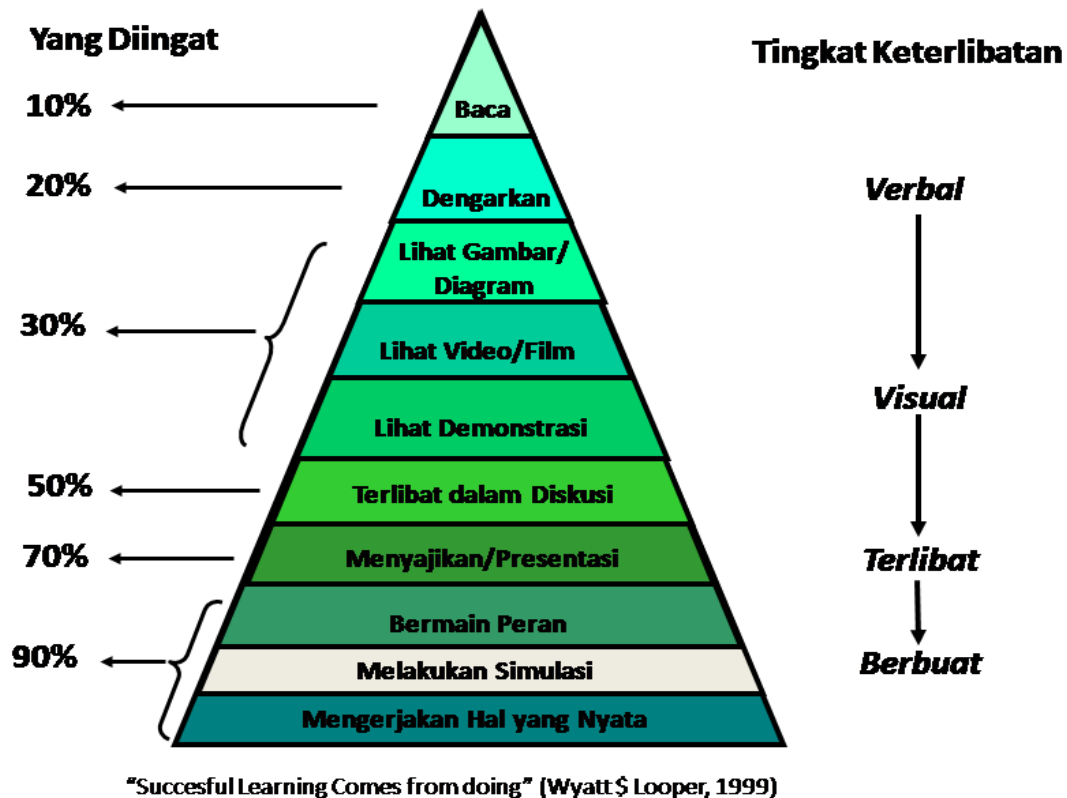 Yang Diingat
Tingkat Keterlibatan
10%
Baca
20%
Dengarkan
Verbal
Lihat Gambar/
Diagram
30%
Lihat Video/Film
Visual
Lihat Demonstrasi
50%
Terlibat dalam Diskusi
70%
Menyajikan/Presentasi
Terlibat
Bermain Peran
90%
Melakukan Simulasi
Berbuat
Mengerjakan Hal yang Nyata
“Succesful Learning Comes from doing” (Wyatt $ Looper, 1999)